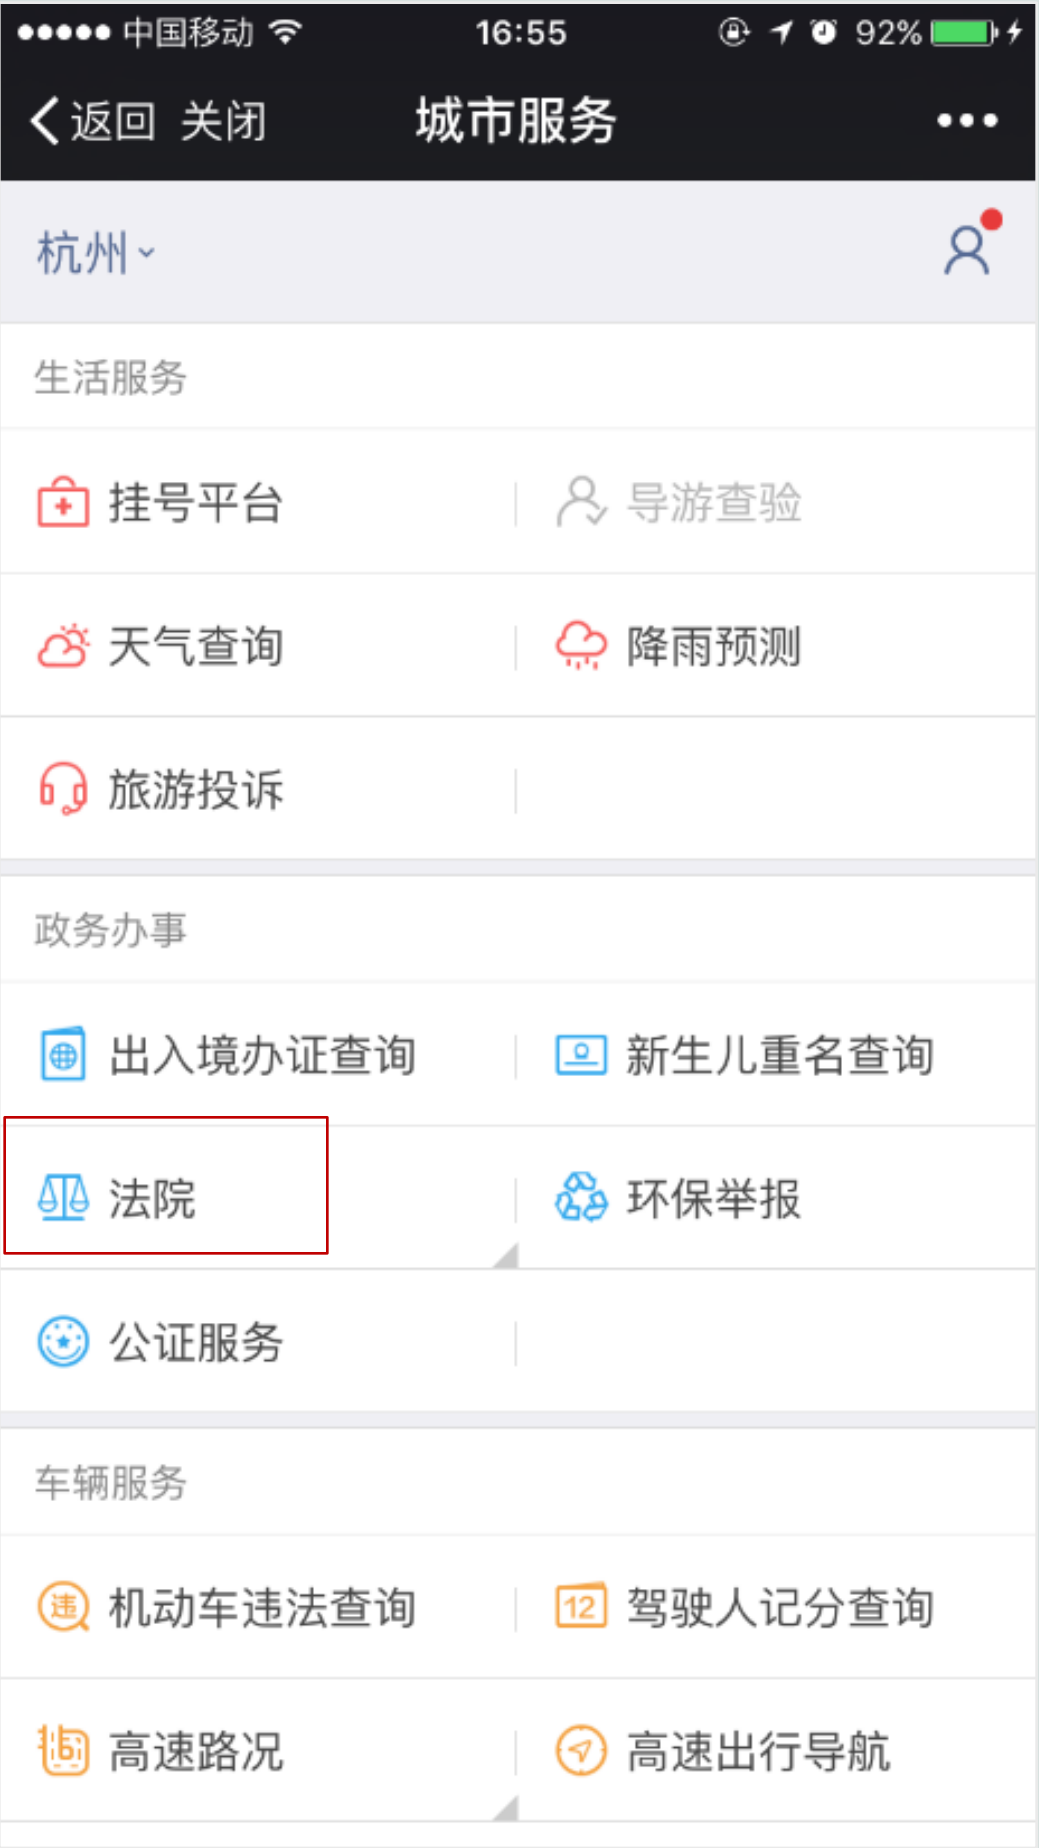 中国移动 16:55 92%
返回 关闭 城市服务
杭州
生活服务
挂号平台 导游查验
天气查询 降雨预测
旅游投诉
政务办事
出入境办证查询 新生儿重名查询
法院 环保举报
公证服务
车辆服务
违 机动车违法查询 12 驾驶人记分查询
高速路况 高速出行导航